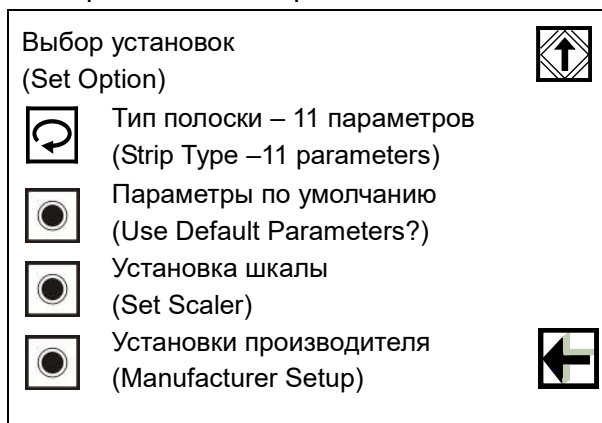 Выбор установок
(Set Option)
Тип полоски – 11 параметров
(Strip Type –11 parameters)
Параметры по умолчанию
(Use Default Parameters?)
Установка шкалы
(Set Scaler)
Установки производителя
(Manufacturer Setup)